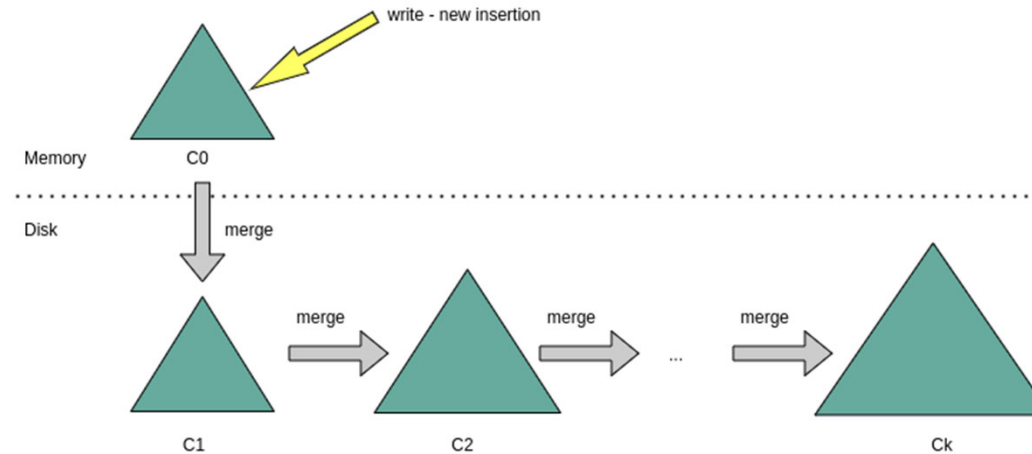 write - new insertion
Memory
C0
Disk
merge
merge
merge
...
merge
C1
C2
Ck